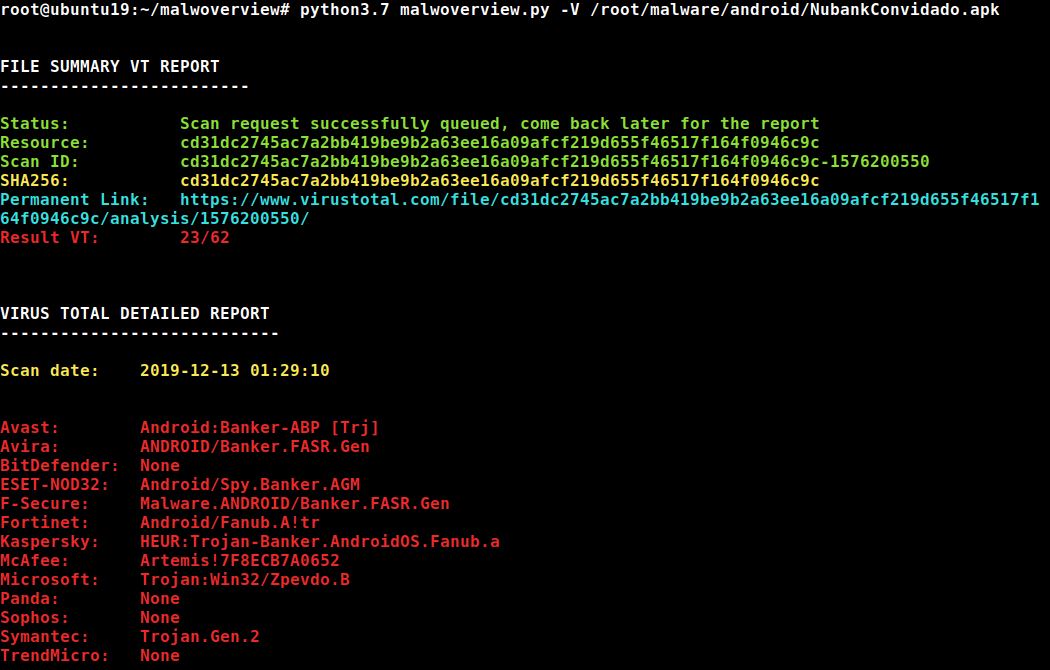 root@ubuntu19:~/malwoverview# python3.7 malwoverview.py -V /root/malware/android/NubankConvidado.apk
FILE SUMMARY VT REPORT
-------------------------
Status: Scan request successfully queued, come back later for the report
Resource: cd31dc2745ac7a2bb419be9b2a63ee16a09afcf219d655f46517f164f0946c9c
Scan ID: cd31dc2745ac7a2bb419be9b2a63ee16a09afcf219d655f46517f164f0946c9c-1576200550
SHA256: cd31dc2745ac7a2bb419be9b2a63ee16a09afcf219d655f46517f164f0946c9c
Permanent Link: https://www.virustotal.com/file/cd31dc2745ac7a2bb419be9b2a63ee16a09afcf219d655f46517f1
64f0946c9c/analysis/1576200550/
Result VT: 23/62
VIRUS TOTAL DETAILED REPORT
----------------------------
Scan date: 2019-12-13 01:29:10
Avast: Android:Banker-ABP [Trj]
Avira: ANDROID/Banker.FASR.Gen
BitDefender: None
ESET-NOD32: Android/Spy.Banker.AGM
F-Secure: Malware.ANDROID/Banker.FASR.Gen
Fortinet: Android/Fanub.A!tr
Kaspersky: HEUR:Trojan-Banker.AndroidOS.Fanub.a
McAfee: Artemis!7F8ECB7A0652
Microsoft: Trojan:Win32/Zpevdo.B
Panda: None
Sophos: None
Symantec: Trojan.Gen.2
TrendMicro: None